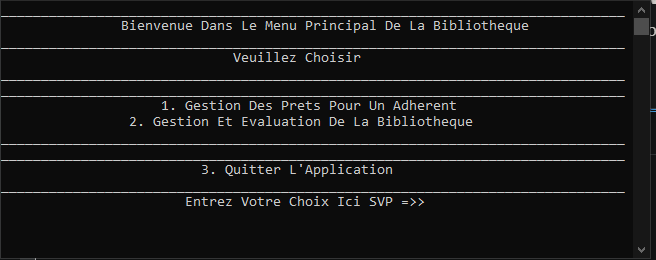 Bienvenue Dans Le Menu Principal De La Bibliotheque
Veuillez Choisir
1. Gestion Des Prets Pour Un Adherent
2. Gestion Et Evaluation De La Bibliotheque
3. Quitter L'Application
Entrez Votre Choix Ici SVP =>>